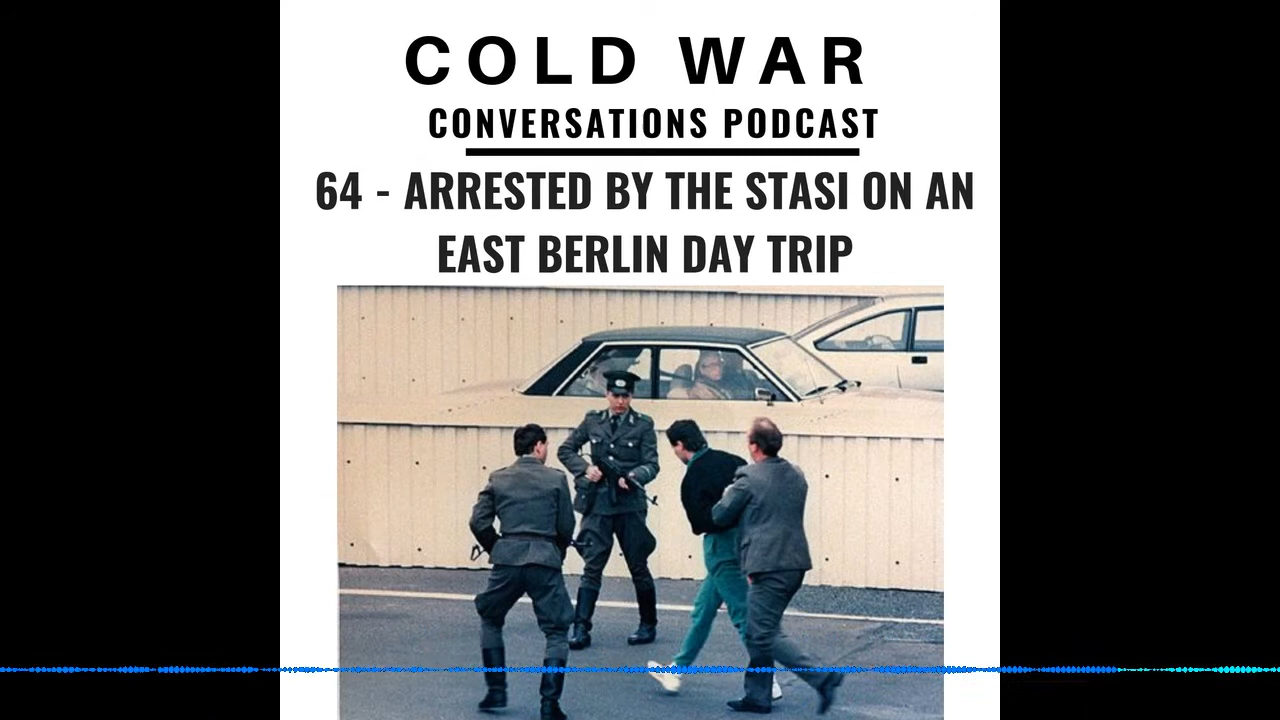 COLD WAR
CONVERSATIONS PODCAST
64 - ARRESTED BY THE STASI ON AN
EAST BERLIN DAY TRIP